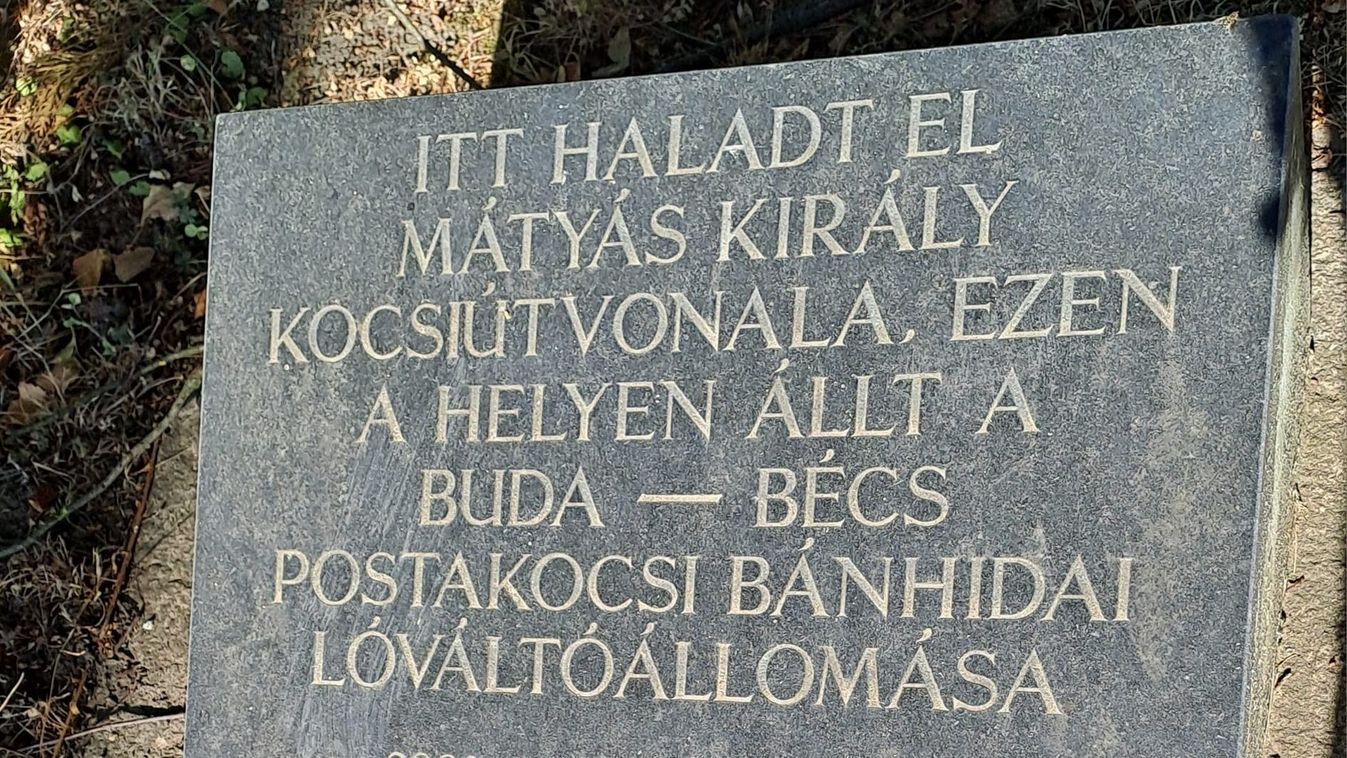 ITT HALADT EL
MÁTYÁS KIRÁLY
KOCSIÚTVONALA, EZEN
A HELYEN ÁLLT A
BUDA — BÉCS
POSTAKOCSI BÁNHIDAI
LÓVÁLTÓÁLLOMÁSA